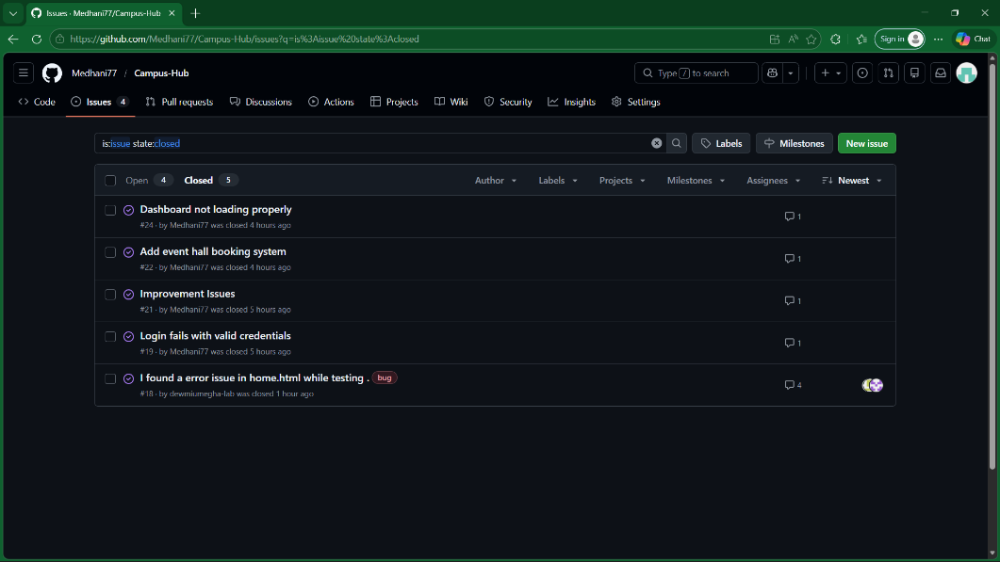 Issues · Medhani77/Campus-Hub
https://github.com/Medhani77/Campus-Hub/issues?q=is%3Aissue%20state%3Aclosed
Sign in
Chat
Medhani77 / Campus-Hub
Type / to search
Code
Issues 4
Pull requests
Discussions
Actions
Projects
Wiki
Security
Insights
Settings
is:issue state:closed
Labels
Milestones
New issue
Open 4 Closed 5
Author
Labels
Projects
Milestones
Assignees
Newest
Dashboard not loading properly
#24 · by Medhani77 was closed 4 hours ago
1
Add event hall booking system
#22 · by Medhani77 was closed 4 hours ago
1
Improvement Issues
#21 · by Medhani77 was closed 5 hours ago
1
Login fails with valid credentials
#19 · by Medhani77 was closed 5 hours ago
1
I found a error issue in home.html while testing . bug
#18 · by dewmiumegha-lab was closed 1 hour ago
4